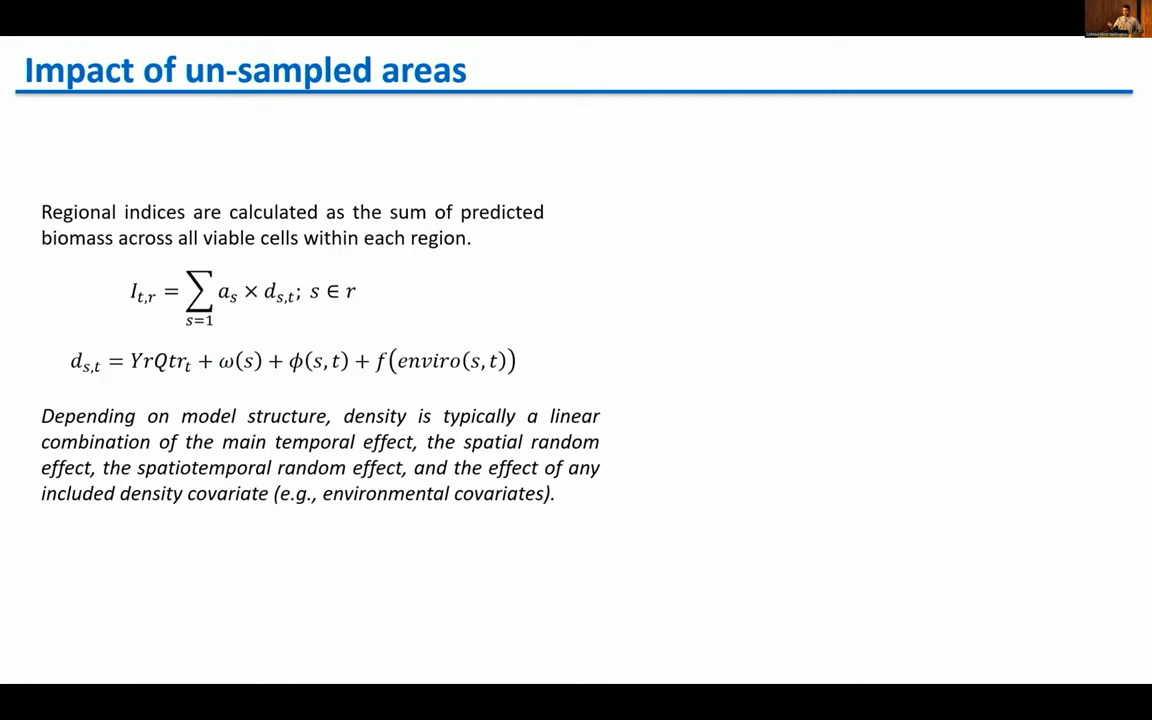 Impact of un-sampled areas
Regional indices are calculated as the sum of predicted
biomass across all viable cells within each region.
I_{t,r} = ∑_{s=1} a_s × d_{s,t}; s ∈ r
d_{s,t} = YrQtr_t + ω(s) + ϕ(s, t) + f(enviro(s, t))
Depending on model structure, density is typically a linear
combination of the main temporal effect, the spatial random
effect, the spatiotemporal random effect, and the effect of any
included density covariate (e.g., environmental covariates).